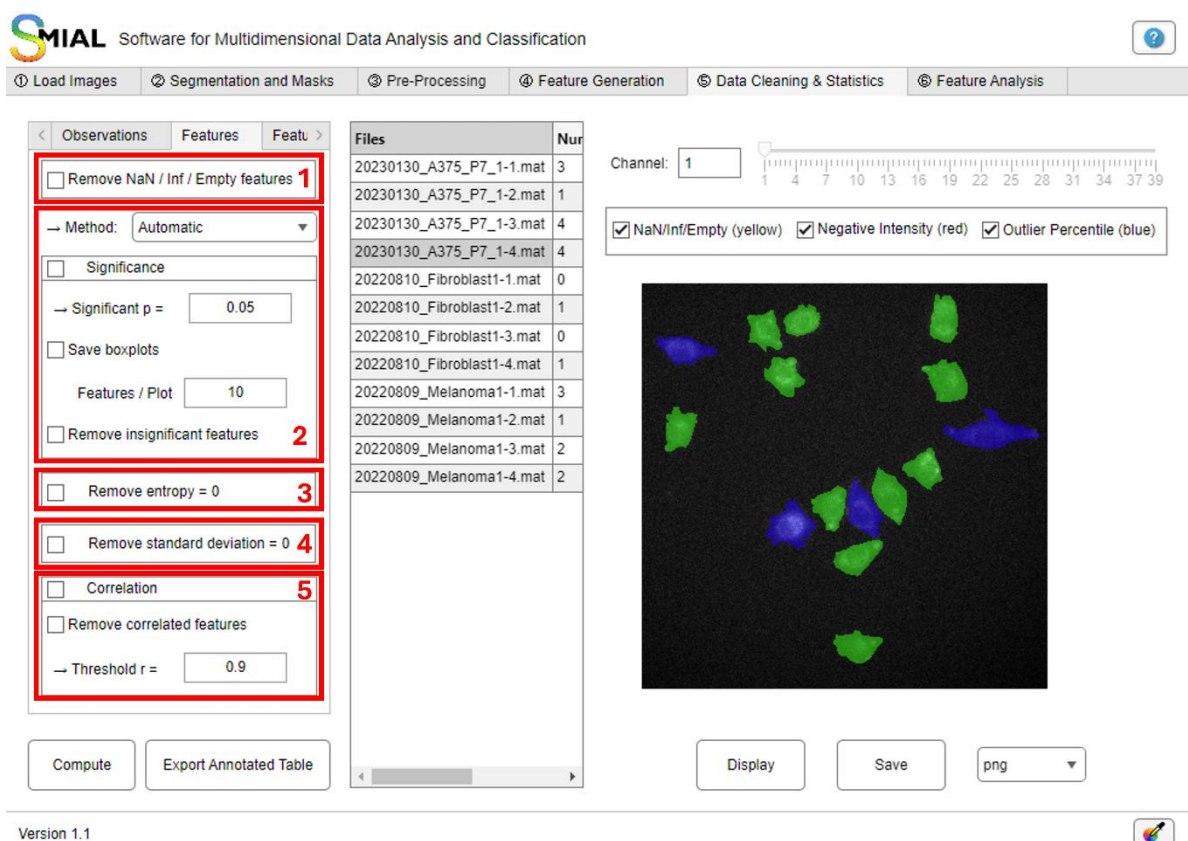 SMIAL Software for Multidimensional Data Analysis and Classification
?
① Load Images ② Segmentation and Masks ③ Pre-Processing ④ Feature Generation ⑤ Data Cleaning & Statistics ⑥ Feature Analysis
< Observations Features Featu >
Remove NaN / Inf / Empty features 1
→ Method: Automatic
Significance
→ Significant p = 0.05
Save boxplots
Features / Plot 10
Remove insignificant features 2
Remove entropy = 0 3
Remove standard deviation = 0 4
Correlation 5
Remove correlated features
→ Threshold r = 0.9
Compute Export Annotated Table
Files Nur
20230130_A375_P7_1-1.mat 3
20230130_A375_P7_1-2.mat 1
20230130_A375_P7_1-3.mat 4
20230130_A375_P7_1-4.mat 4
20220810_Fibroblast1-1.mat 0
20220810_Fibroblast1-2.mat 1
20220810_Fibroblast1-3.mat 0
20220810_Fibroblast1-4.mat 1
20220809_Melanoma1-1.mat 3
20220809_Melanoma1-2.mat 1
20220809_Melanoma1-3.mat 2
20220809_Melanoma1-4.mat 2
Channel: 1
1 4 7 10 13 16 19 22 25 28 31 34 37 39
NaN/Inf/Empty (yellow) Negative Intensity (red) Outlier Percentile (blue)
Display Save png
Version 1.1